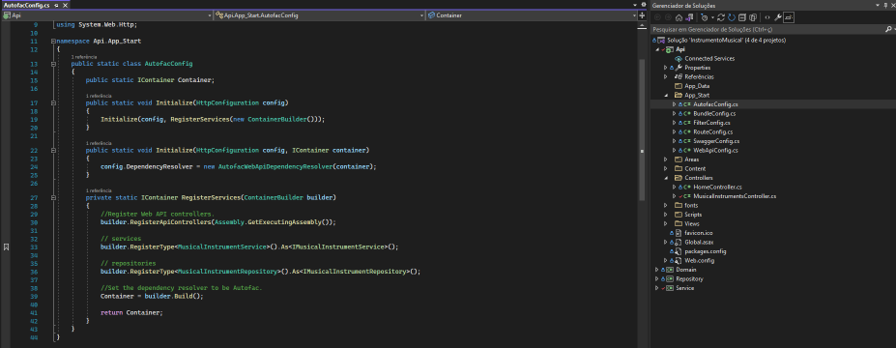 AutofacConfig.cs
Api
Api.App_Start.AutofacConfig
Container
9 using System.Web.Http;
10
11 namespace Api.App_Start
12 {
1 referência
13 public static class AutofacConfig
14 {
15 public static IContainer Container;
16
1 referência
17 public static void Initialize(HttpConfiguration config)
18 {
19 Initialize(config, RegisterServices(new ContainerBuilder()));
20 }
21
1 referência
22 public static void Initialize(HttpConfiguration config, IContainer container)
23 {
24 config.DependencyResolver = new AutofacWebApiDependencyResolver(container);
25 }
26
1 referência
27 private static IContainer RegisterServices(ContainerBuilder builder)
28 {
29 //Register Web API controllers.
30 builder.RegisterApiControllers(Assembly.GetExecutingAssembly());
31
32 // services
33 builder.RegisterType<MusicalInstrumentService>().As<IMusicalInstrumentService>();
34
35 // repositories
36 builder.RegisterType<MusicalInstrumentRepository>().As<IMusicalInstrumentRepository>();
37
38 //Set the dependency resolver to be Autofac.
39 Container = builder.Build();
40
41 return Container;
42 }
43 }
44 }
Gerenciador de Soluções
Pesquisar em Gerenciador de Soluções (Ctrl+ç)
Solução 'InstrumentoMusical' (4 de 4 projetos)
Api
Connected Services
Properties
Referências
App_Data
App_Start
C# AutofacConfig.cs
C# BundleConfig.cs
C# FilterConfig.cs
C# RouteConfig.cs
C# SwaggerConfig.cs
C# WebApiConfig.cs
Areas
Content
Controllers
C# HomeController.cs
C# MusicalInstrumentsController.cs
fonts
Scripts
Views
favicon.ico
Global.asax
packages.config
Web.config
Domain
Repository
Service